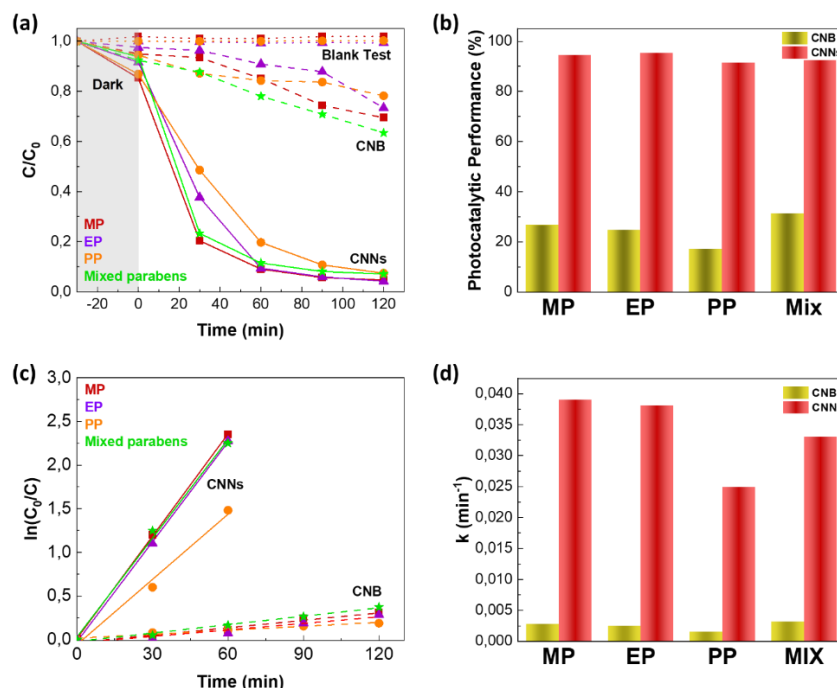 (a)
1,0
0,8
0,6
0,4
0,2
0,0
C/C0
Dark
Blank Test
CNB
CNNs
MP
EP
PP
Mixed parabens
-30 0 20 40 60 80 100 120
Time (min)
(b)
100
80
60
40
20
0
Photocatalytic Performance (%)
CNB
CNNs
MP EP PP Mix
(c)
3,0
2,5
2,0
1,5
1,0
0,5
0,0
ln(C0/C)
MP
EP
PP
Mixed parabens
CNNs
CNB
0 30 60 90 120
Time (min)
(d)
0,040
0,035
0,030
0,025
0,020
0,015
0,010
0,005
0,000
k (min-1)
CNB
CNNs
MP EP PP MIX